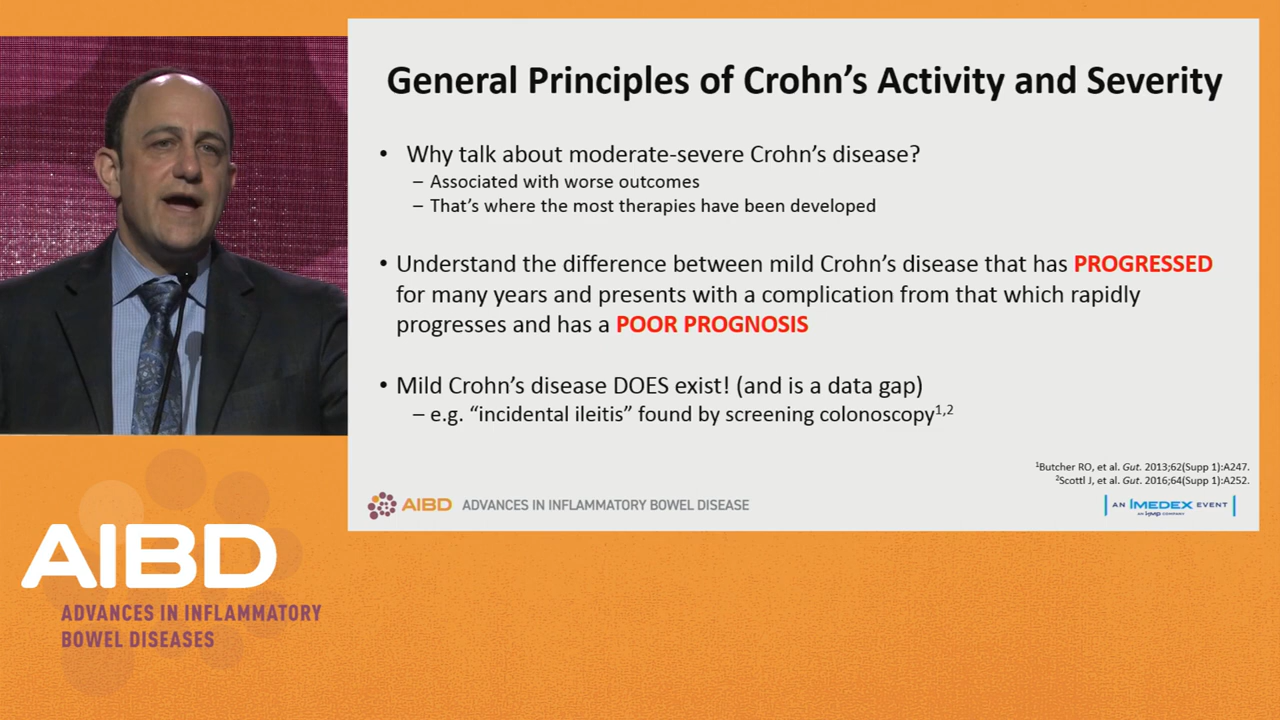 General Principles of Crohn's Activity and Severity
• Why talk about moderate-severe Crohn's disease?
– Associated with worse outcomes
– That's where the most therapies have been developed
• Understand the difference between mild Crohn's disease that has PROGRESSED
for many years and presents with a complication from that which rapidly
progresses and has a POOR PROGNOSIS
• Mild Crohn's disease DOES exist! (and is a data gap)
– e.g. "incidental ileitis" found by screening colonoscopy1,2
1Butcher RO, et al. Gut. 2013;62(Supp 1):A247.
2Scottl J, et al. Gut. 2016;64(Supp 1):A252.
AIBD ADVANCES IN INFLAMMATORY BOWEL DISEASE
AN IMEDEX EVENT
AIBD
ADVANCES IN INFLAMMATORY
BOWEL DISEASES